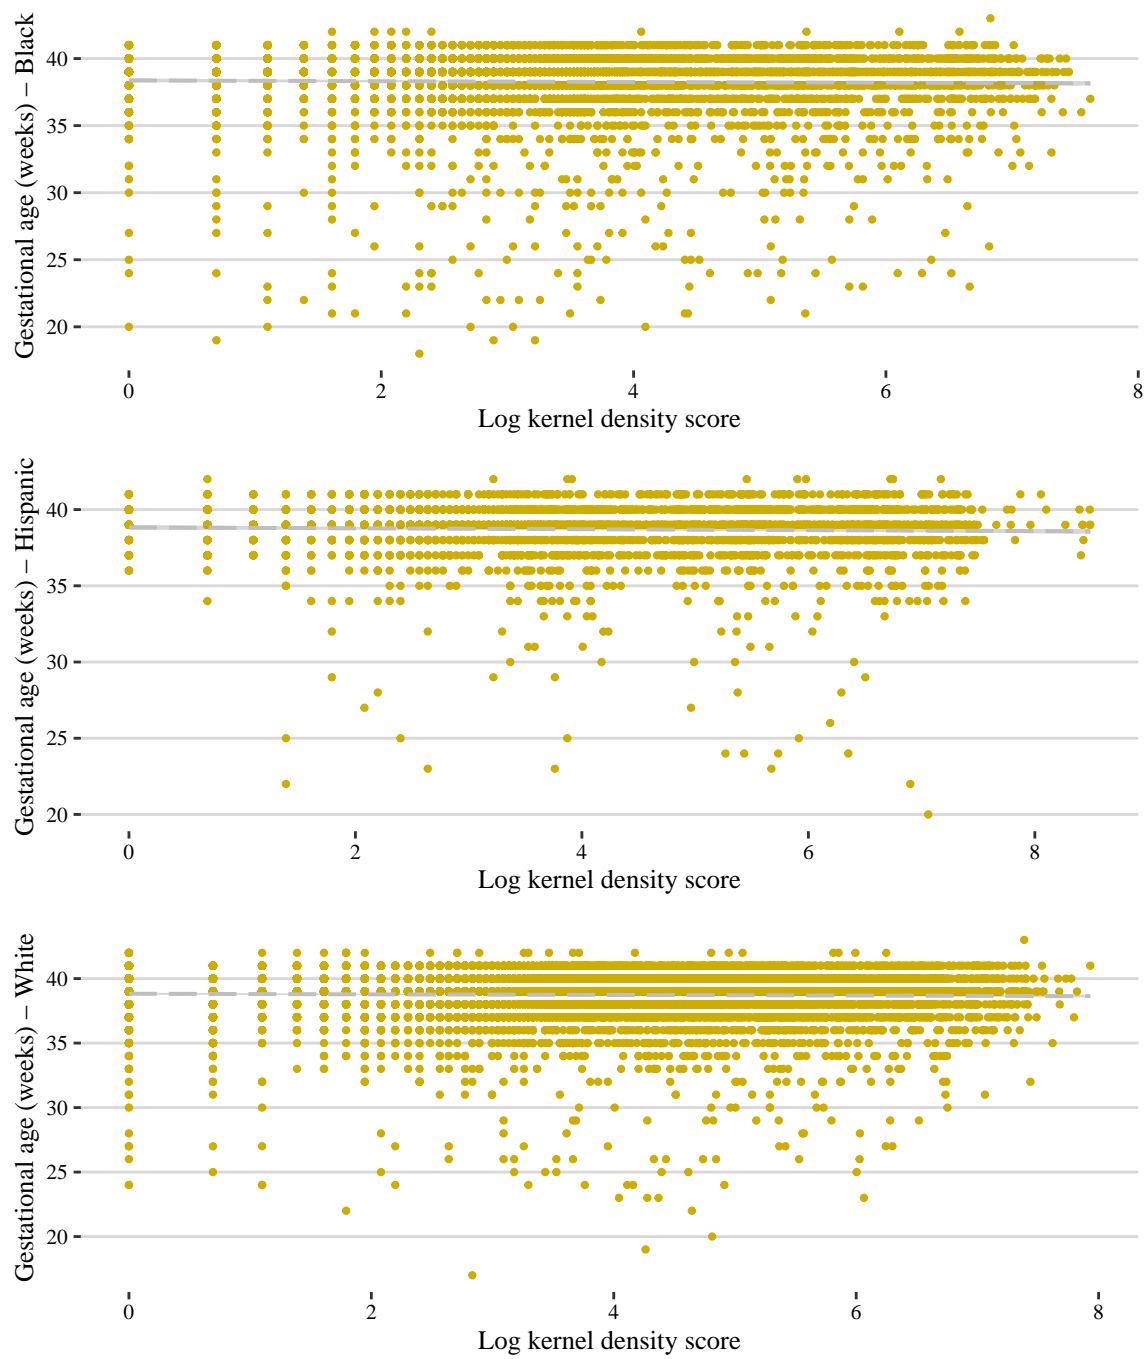 Gestational age (weeks) – Black
40
35
30
25
20
0 2 4 6 8
Log kernel density score
Gestational age (weeks) – Hispanic
40
35
30
25
20
0 2 4 6 8
Log kernel density score
Gestational age (weeks) – White
40
35
30
25
20
0 2 4 6 8
Log kernel density score